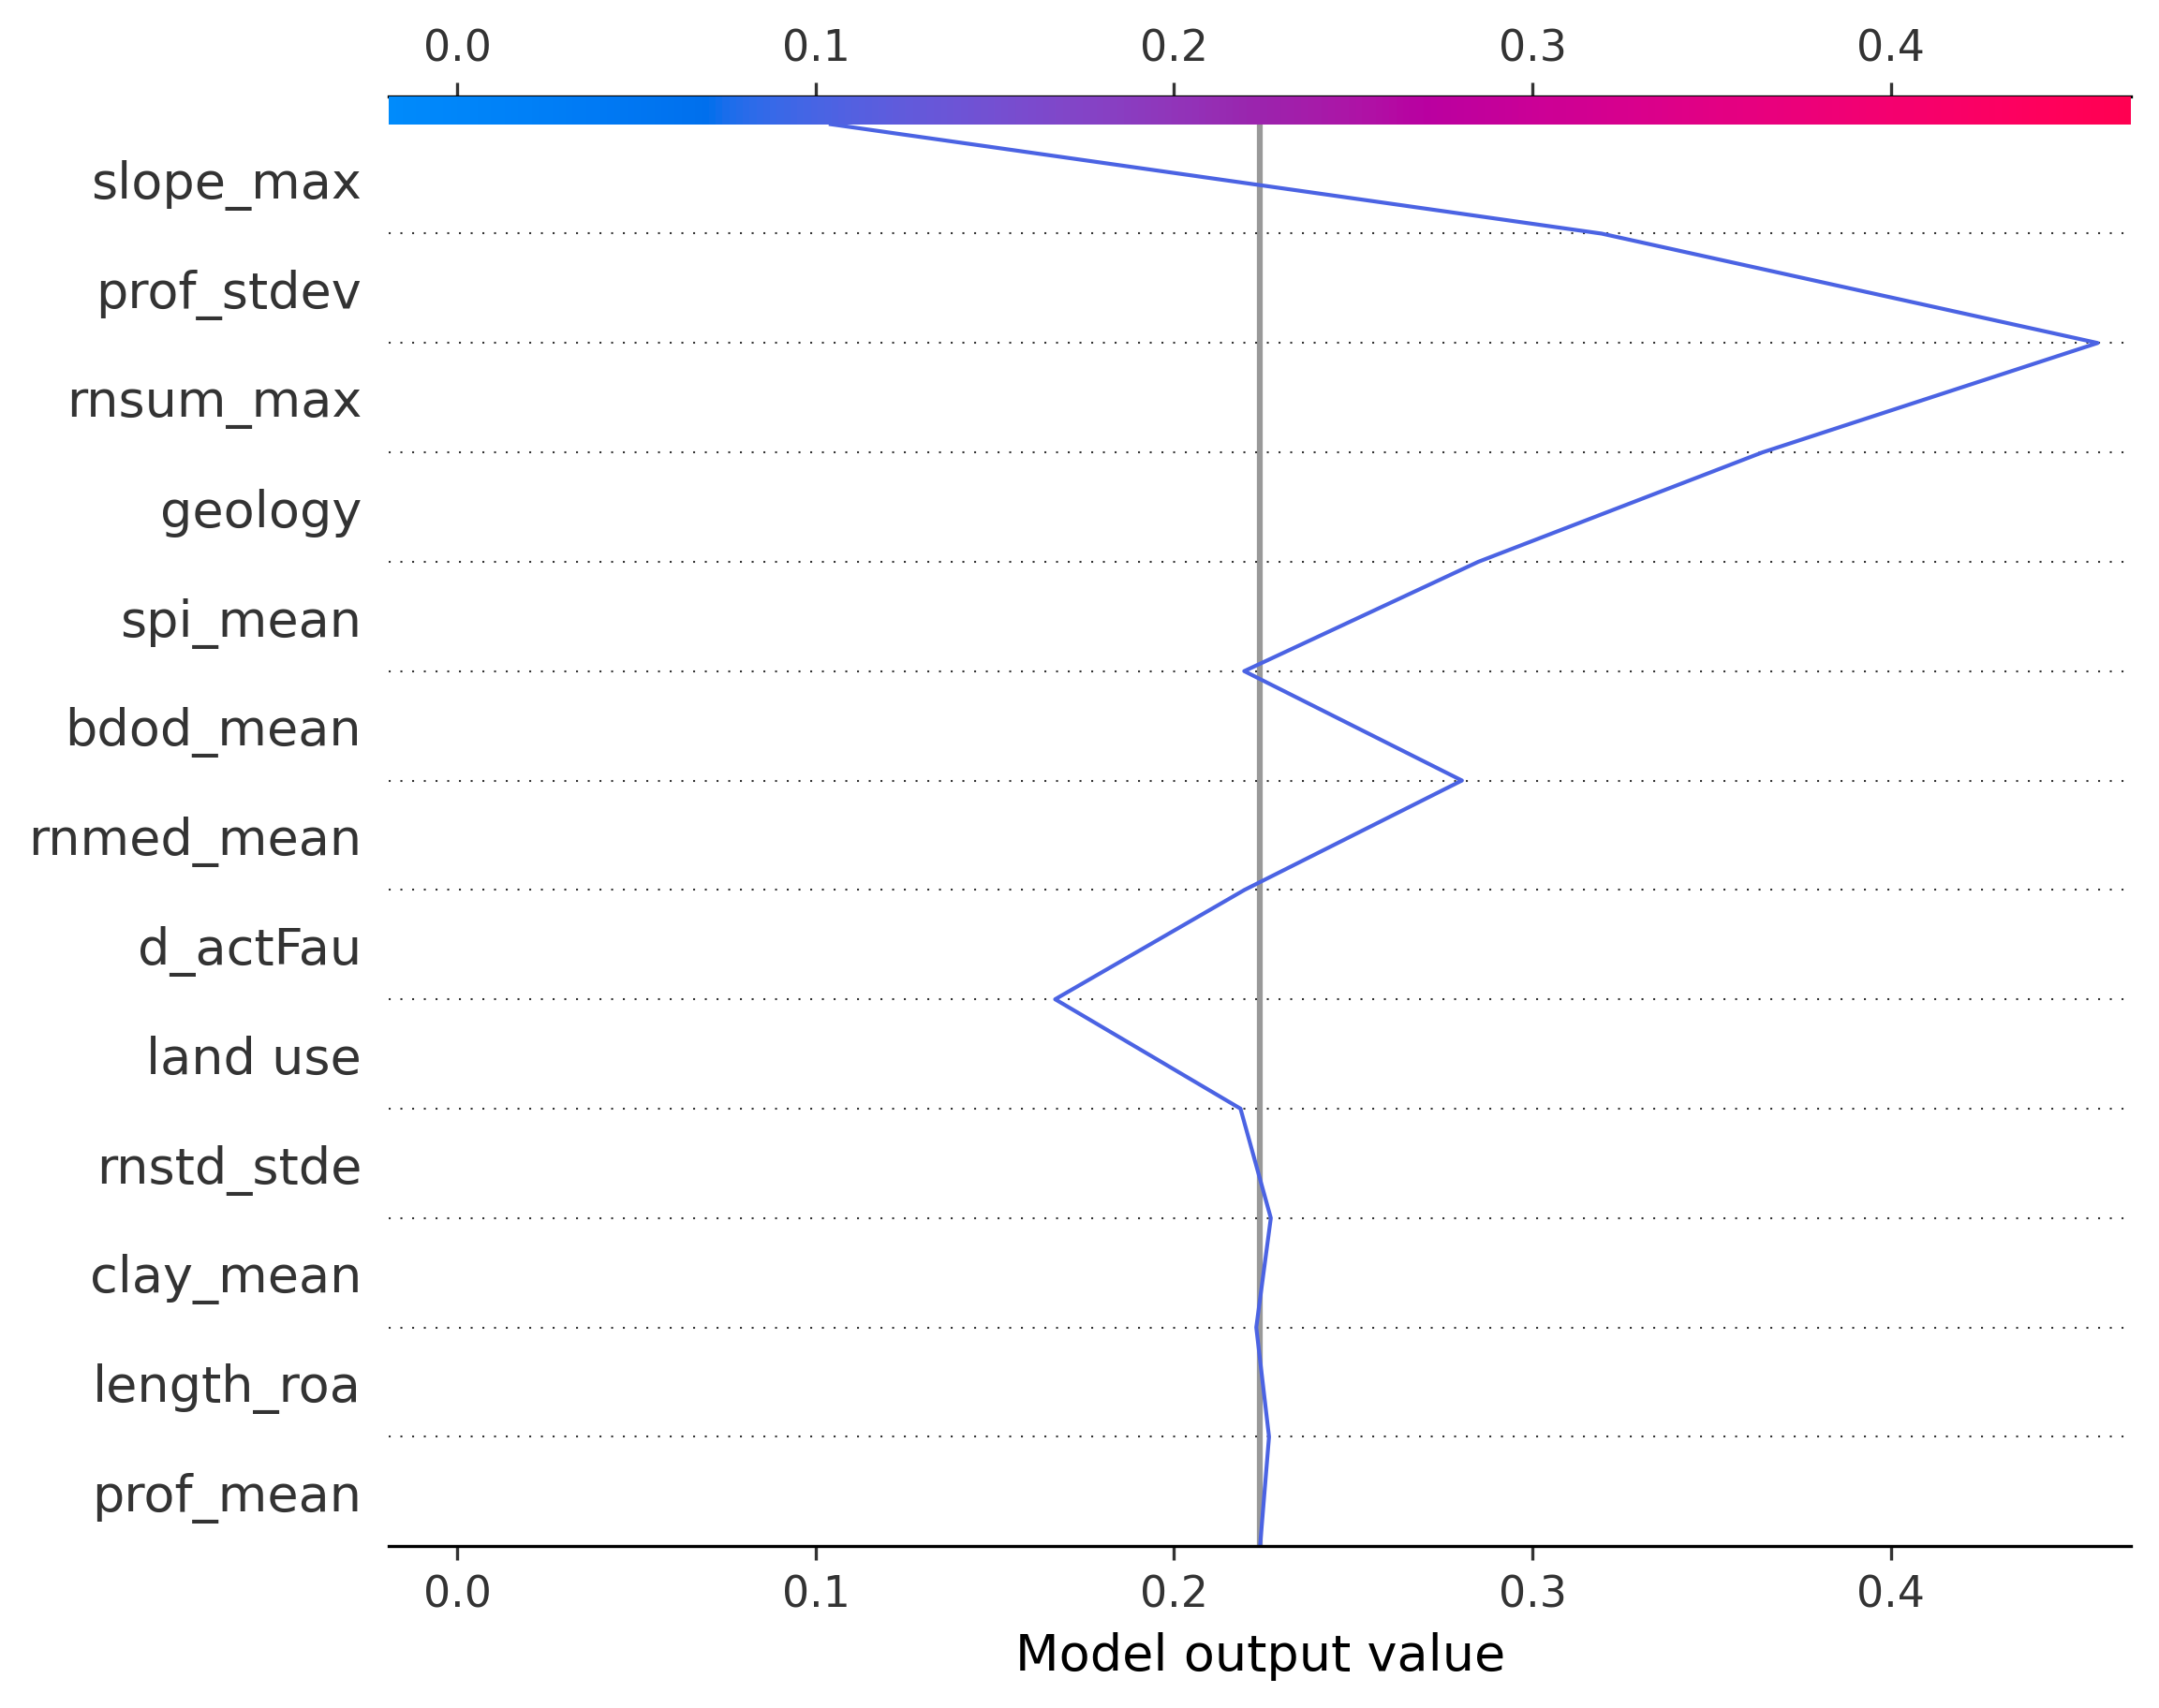 0.0 0.1 0.2 0.3 0.4
slope_max
prof_stdev
rnsum_max
geology
spi_mean
bdod_mean
rnmed_mean
d_actFau
land use
rnstd_stde
clay_mean
length_roa
prof_mean
0.0 0.1 0.2 0.3 0.4
Model output value